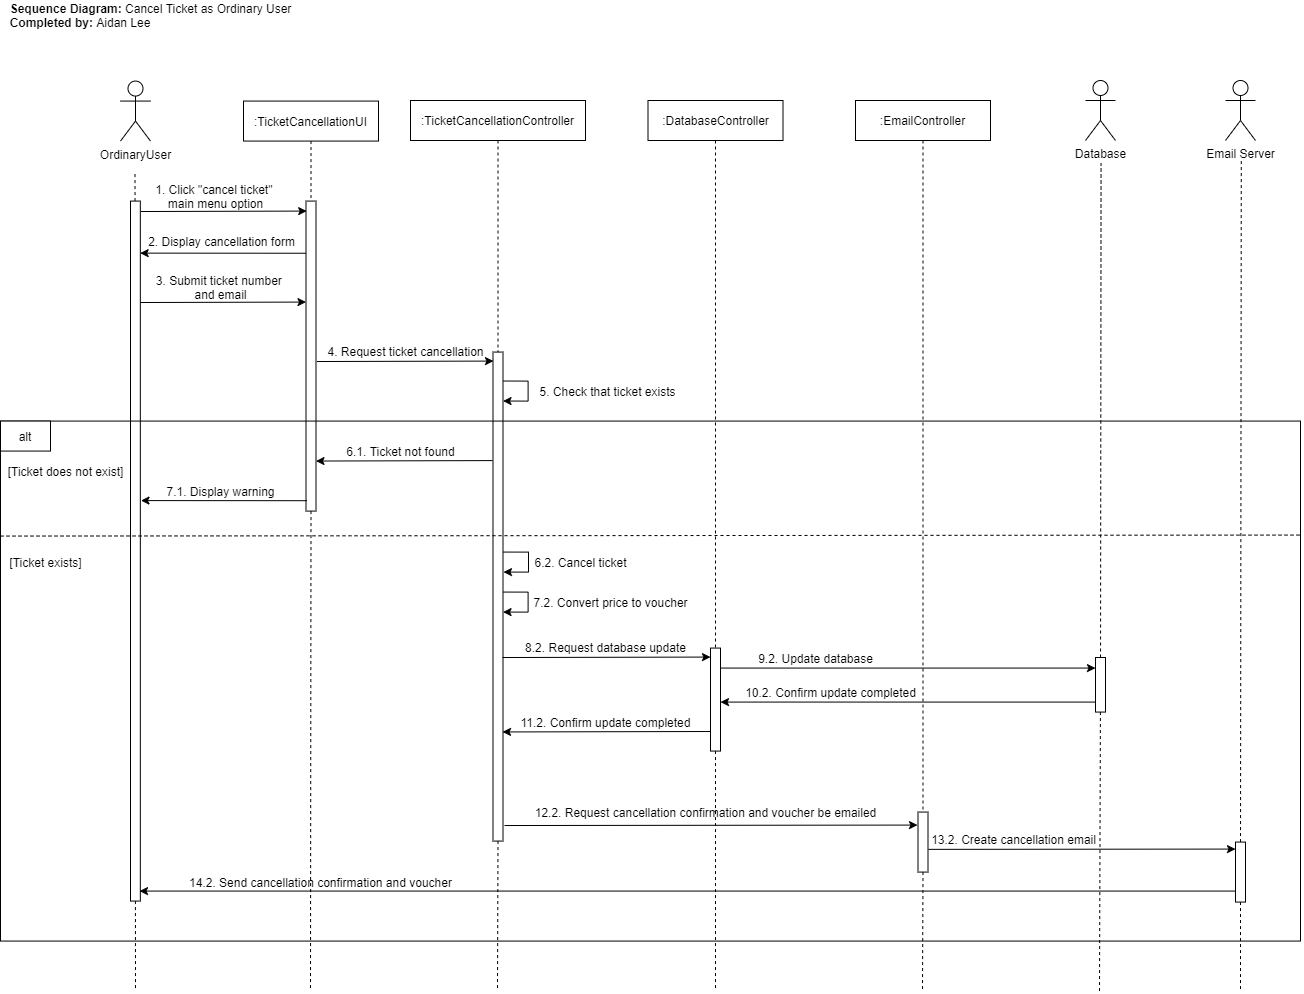 Sequence Diagram: Cancel Ticket as Ordinary User
Completed by: Aidan Lee
:TicketCancellationUI
:TicketCancellationController
:DatabaseController
:EmailController
OrdinaryUser
Database
Email Server
1. Click "cancel ticket"
main menu option
2. Display cancellation form
3. Submit ticket number
and email
4. Request ticket cancellation
5. Check that ticket exists
alt
6.1. Ticket not found
[Ticket does not exist]
7.1. Display warning
[Ticket exists]
6.2. Cancel ticket
7.2. Convert price to voucher
8.2. Request database update
9.2. Update database
10.2. Confirm update completed
11.2. Confirm update completed
12.2. Request cancellation confirmation and voucher be emailed
13.2. Create cancellation email
14.2. Send cancellation confirmation and voucher